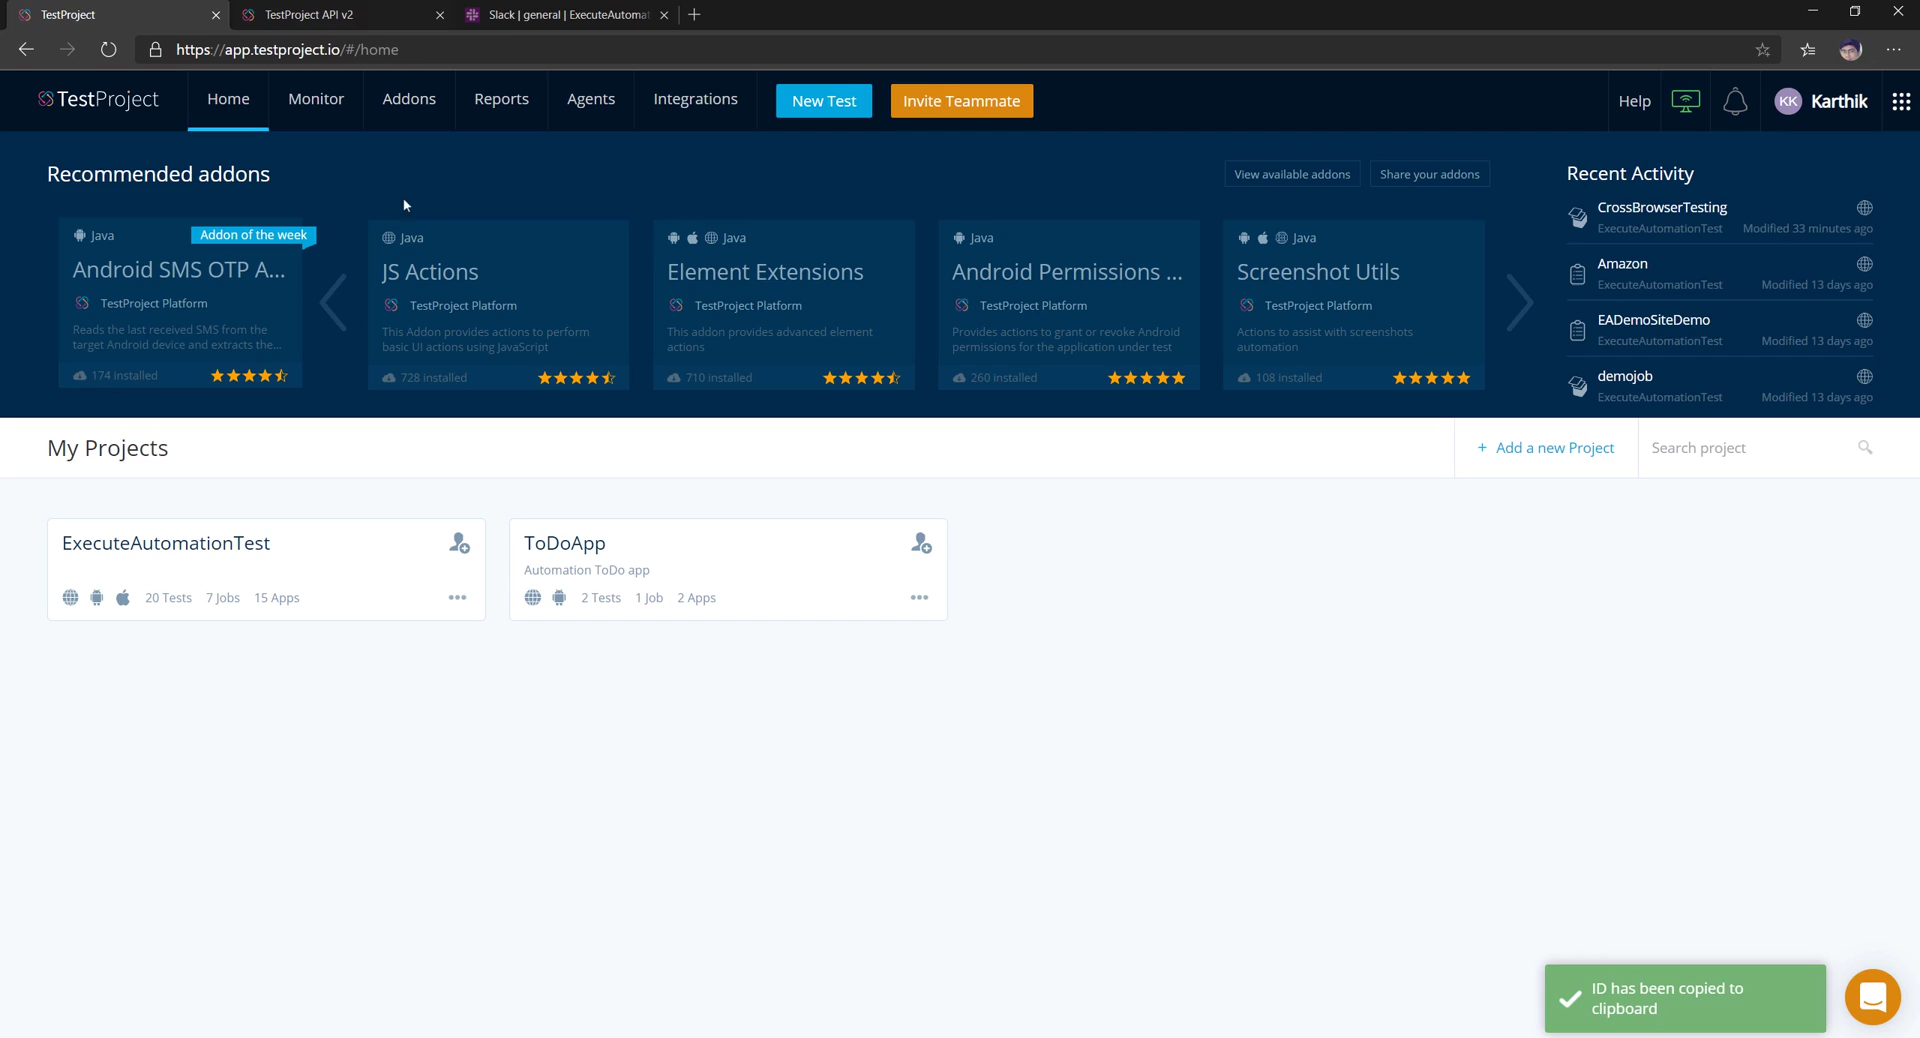 TestProject
TestProject API v2
Slack | general | ExecuteAutomat
https://app.testproject.io/#/home
TestProject
Home
Monitor
Addons
Reports
Agents
Integrations
New Test
Invite Teammate
Help
KK
Karthik
Recommended addons
View available addons
Share your addons
Java
Addon of the week
Android SMS OTP A...
TestProject Platform
Reads the last received SMS from the
target Android device and extracts the...
174 installed
Java
JS Actions
TestProject Platform
This Addon provides actions to perform
basic UI actions using JavaScript
728 installed
Java
Element Extensions
TestProject Platform
This addon provides advanced element
actions
710 installed
Java
Android Permissions ...
TestProject Platform
Provides actions to grant or revoke Android
permissions for the application under test
260 installed
Java
Screenshot Utils
TestProject Platform
Actions to assist with screenshots
automation
108 installed
Recent Activity
CrossBrowserTesting
ExecuteAutomationTest Modified 33 minutes ago
Amazon
ExecuteAutomationTest Modified 13 days ago
EADemoSiteDemo
ExecuteAutomationTest Modified 13 days ago
demojob
ExecuteAutomationTest Modified 13 days ago
My Projects
+ Add a new Project
Search project
ExecuteAutomationTest
20 Tests 7 Jobs 15 Apps
ToDoApp
Automation ToDo app
2 Tests 1 Job 2 Apps
ID has been copied to
clipboard